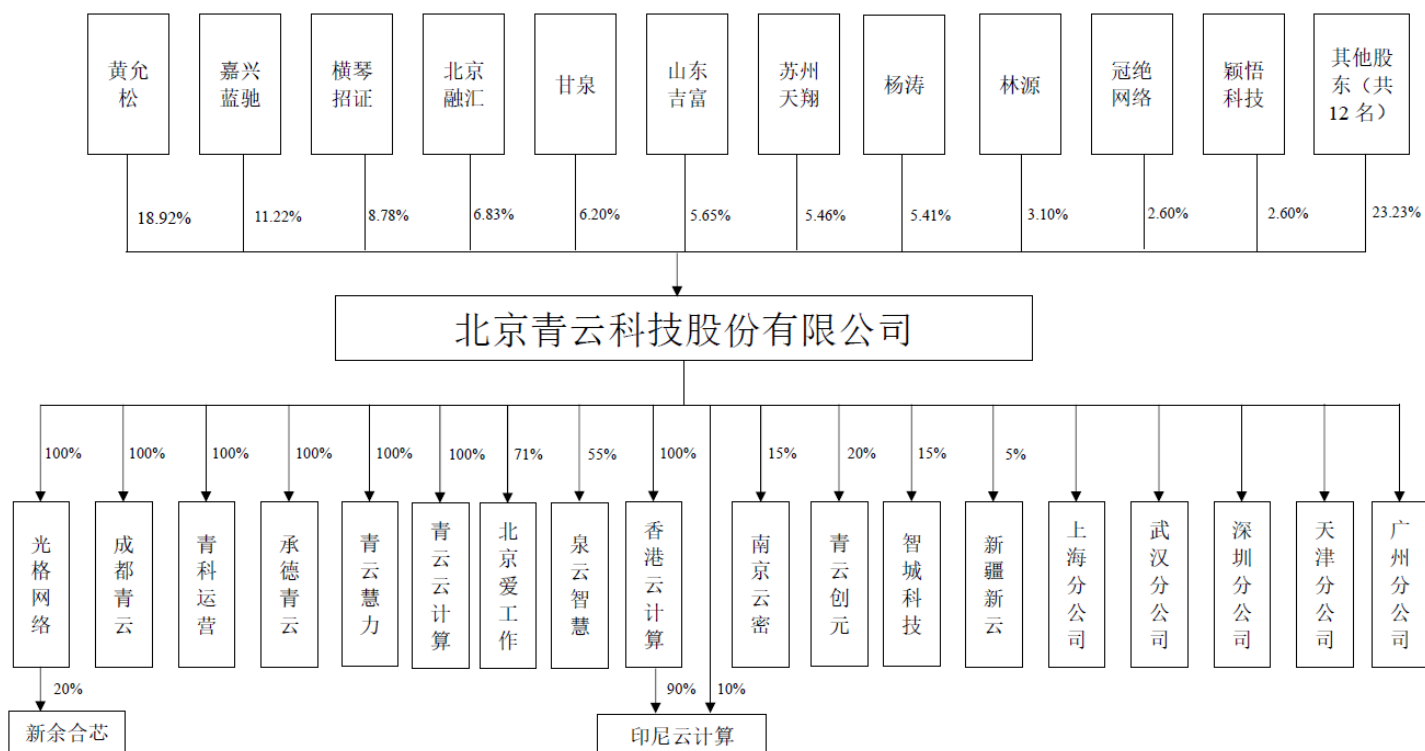 黄允
松
嘉兴
蓝驰
横琴
招证
北京
融汇
甘泉
山东
吉富
苏州
天翔
杨涛
林源
冠绝
网络
颖悟
科技
其他股
东（共
12 名）
18.92%
11.22%
8.78%
6.83%
6.20%
5.65%
5.46%
5.41%
3.10%
2.60%
2.60%
23.23%
北京青云科技股份有限公司
100%
100%
100%
100%
100%
100%
71%
55%
100%
15%
20%
15%
5%
光格网络
成都青云
青科运营
承德青云
青云慧力
青云云计算
北京爱工作
泉云智慧
香港云计算
南京云密
青云创元
智城科技
新疆新云
上海分公司
武汉分公司
深圳分公司
天津分公司
广州分公司
20%
90%
10%
新余合芯
印尼云计算